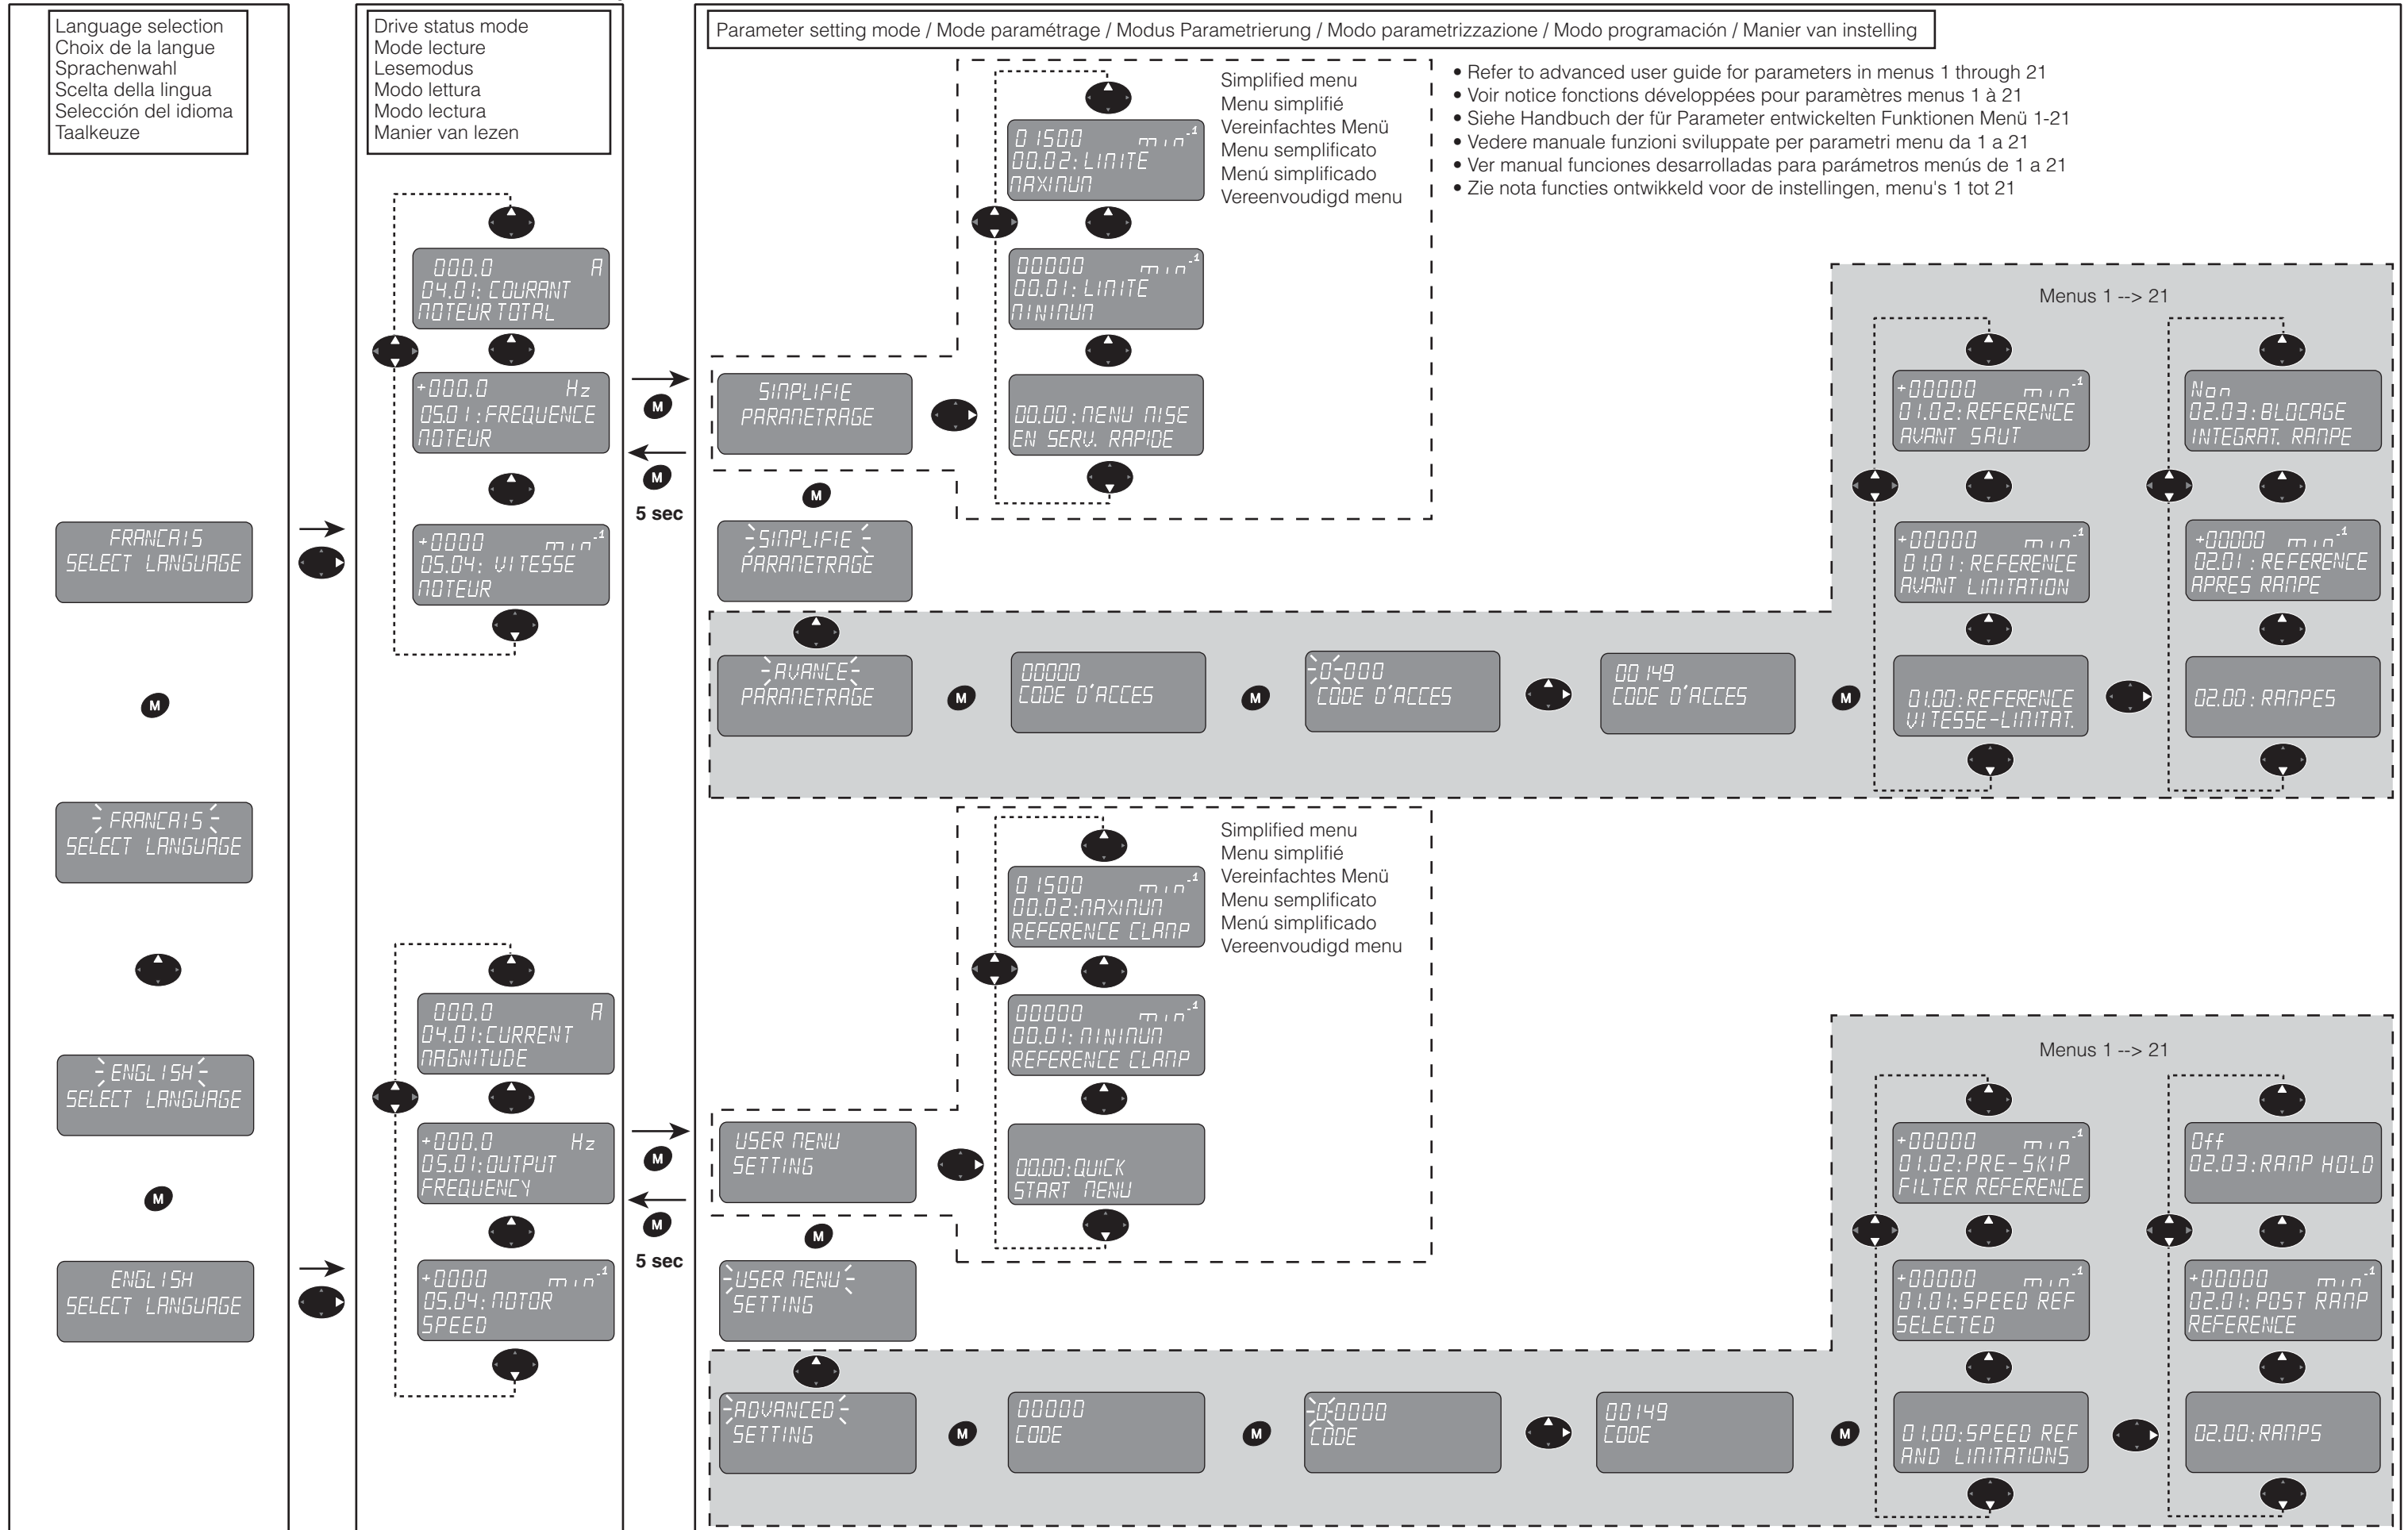 Language selection
Choix de la langue
Sprachenwahl
Scelta della lingua
Selección del idioma
Taalkeuze
FRANCAIS
SELECT LANGUAGE
M
FRANCAIS
SELECT LANGUAGE
ENGLISH
SELECT LANGUAGE
M
ENGLISH
SELECT LANGUAGE
Drive status mode
Mode lecture
Lesemodus
Modo lettura
Modo lectura
Manier van lezen
000.0 A
04.01: COURANT
MOTEUR TOTAL
+000.0 Hz
05.01: FREQUENCE
MOTEUR
+0000 min-1
05.04: VITESSE
MOTEUR
000.0 A
04.01:CURRENT
MAGNITUDE
+000.0 Hz
05.01:OUTPUT
FREQUENCY
+0000 min-1
05.04: MOTOR
SPEED
M
M
5 sec
M
M
5 sec
Parameter setting mode / Mode paramétrage / Modus Parametrierung / Modo parametrizzazione / Modo programación / Manier van instelling
Simplified menu
Menu simplifié
Vereinfachtes Menü
Menu semplificato
Menú simplificado
Vereenvoudigd menu
• Refer to advanced user guide for parameters in menus 1 through 21
• Voir notice fonctions développées pour paramètres menus 1 à 21
• Siehe Handbuch der für Parameter entwickelten Funktionen Menü 1-21
• Vedere manuale funzioni sviluppate per parametri menu da 1 a 21
• Ver manual funciones desarrolladas para parámetros menús de 1 a 21
• Zie nota functies ontwikkeld voor de instellingen, menu's 1 tot 21
01500 min-1
00.02: LIMITE
MAXIMUM
00000 min-1
00.01: LIMITE
MINIMUM
00.00: MENU MISE
EN SERV. RAPIDE
SIMPLIFIE
PARAMETRAGE
M
SIMPLIFIE
PARAMETRAGE
AVANCE
PARAMETRAGE
M
00000
CODE D'ACCES
M
0-000
CODE D'ACCES
00149
CODE D'ACCES
M
Menus 1 --> 21
+00000 min-1
01.02: REFERENCE
AVANT SAUT
+00000 min-1
01.01: REFERENCE
AVANT LIMITATION
01.00: REFERENCE
VITESSE-LIMITAT.
Non
02.03: BLOCAGE
INTEGRAT. RAMPE
+00000 min-1
02.01: REFERENCE
APRES RAMPE
02.00: RAMPES
Simplified menu
Menu simplifié
Vereinfachtes Menü
Menu semplificato
Menú simplificado
Vereenvoudigd menu
01500 min-1
00.02:MAXIMUM
REFERENCE CLAMP
00000 min-1
00.01: MINIMUM
REFERENCE CLAMP
00.00:QUICK
START MENU
USER MENU
SETTING
M
USER MENU
SETTING
ADVANCED
SETTING
M
00000
CODE
M
0-0000
CODE
00149
CODE
M
Menus 1 --> 21
+00000 min-1
01.02: PRE-SKIP
FILTER REFERENCE
+00000 min-1
01.01: SPEED REF
SELECTED
01.00: SPEED REF
AND LIMITATIONS
Off
02.03: RAMP HOLD
+00000 min-1
02.01: POST RAMP
REFERENCE
02.00: RAMPS